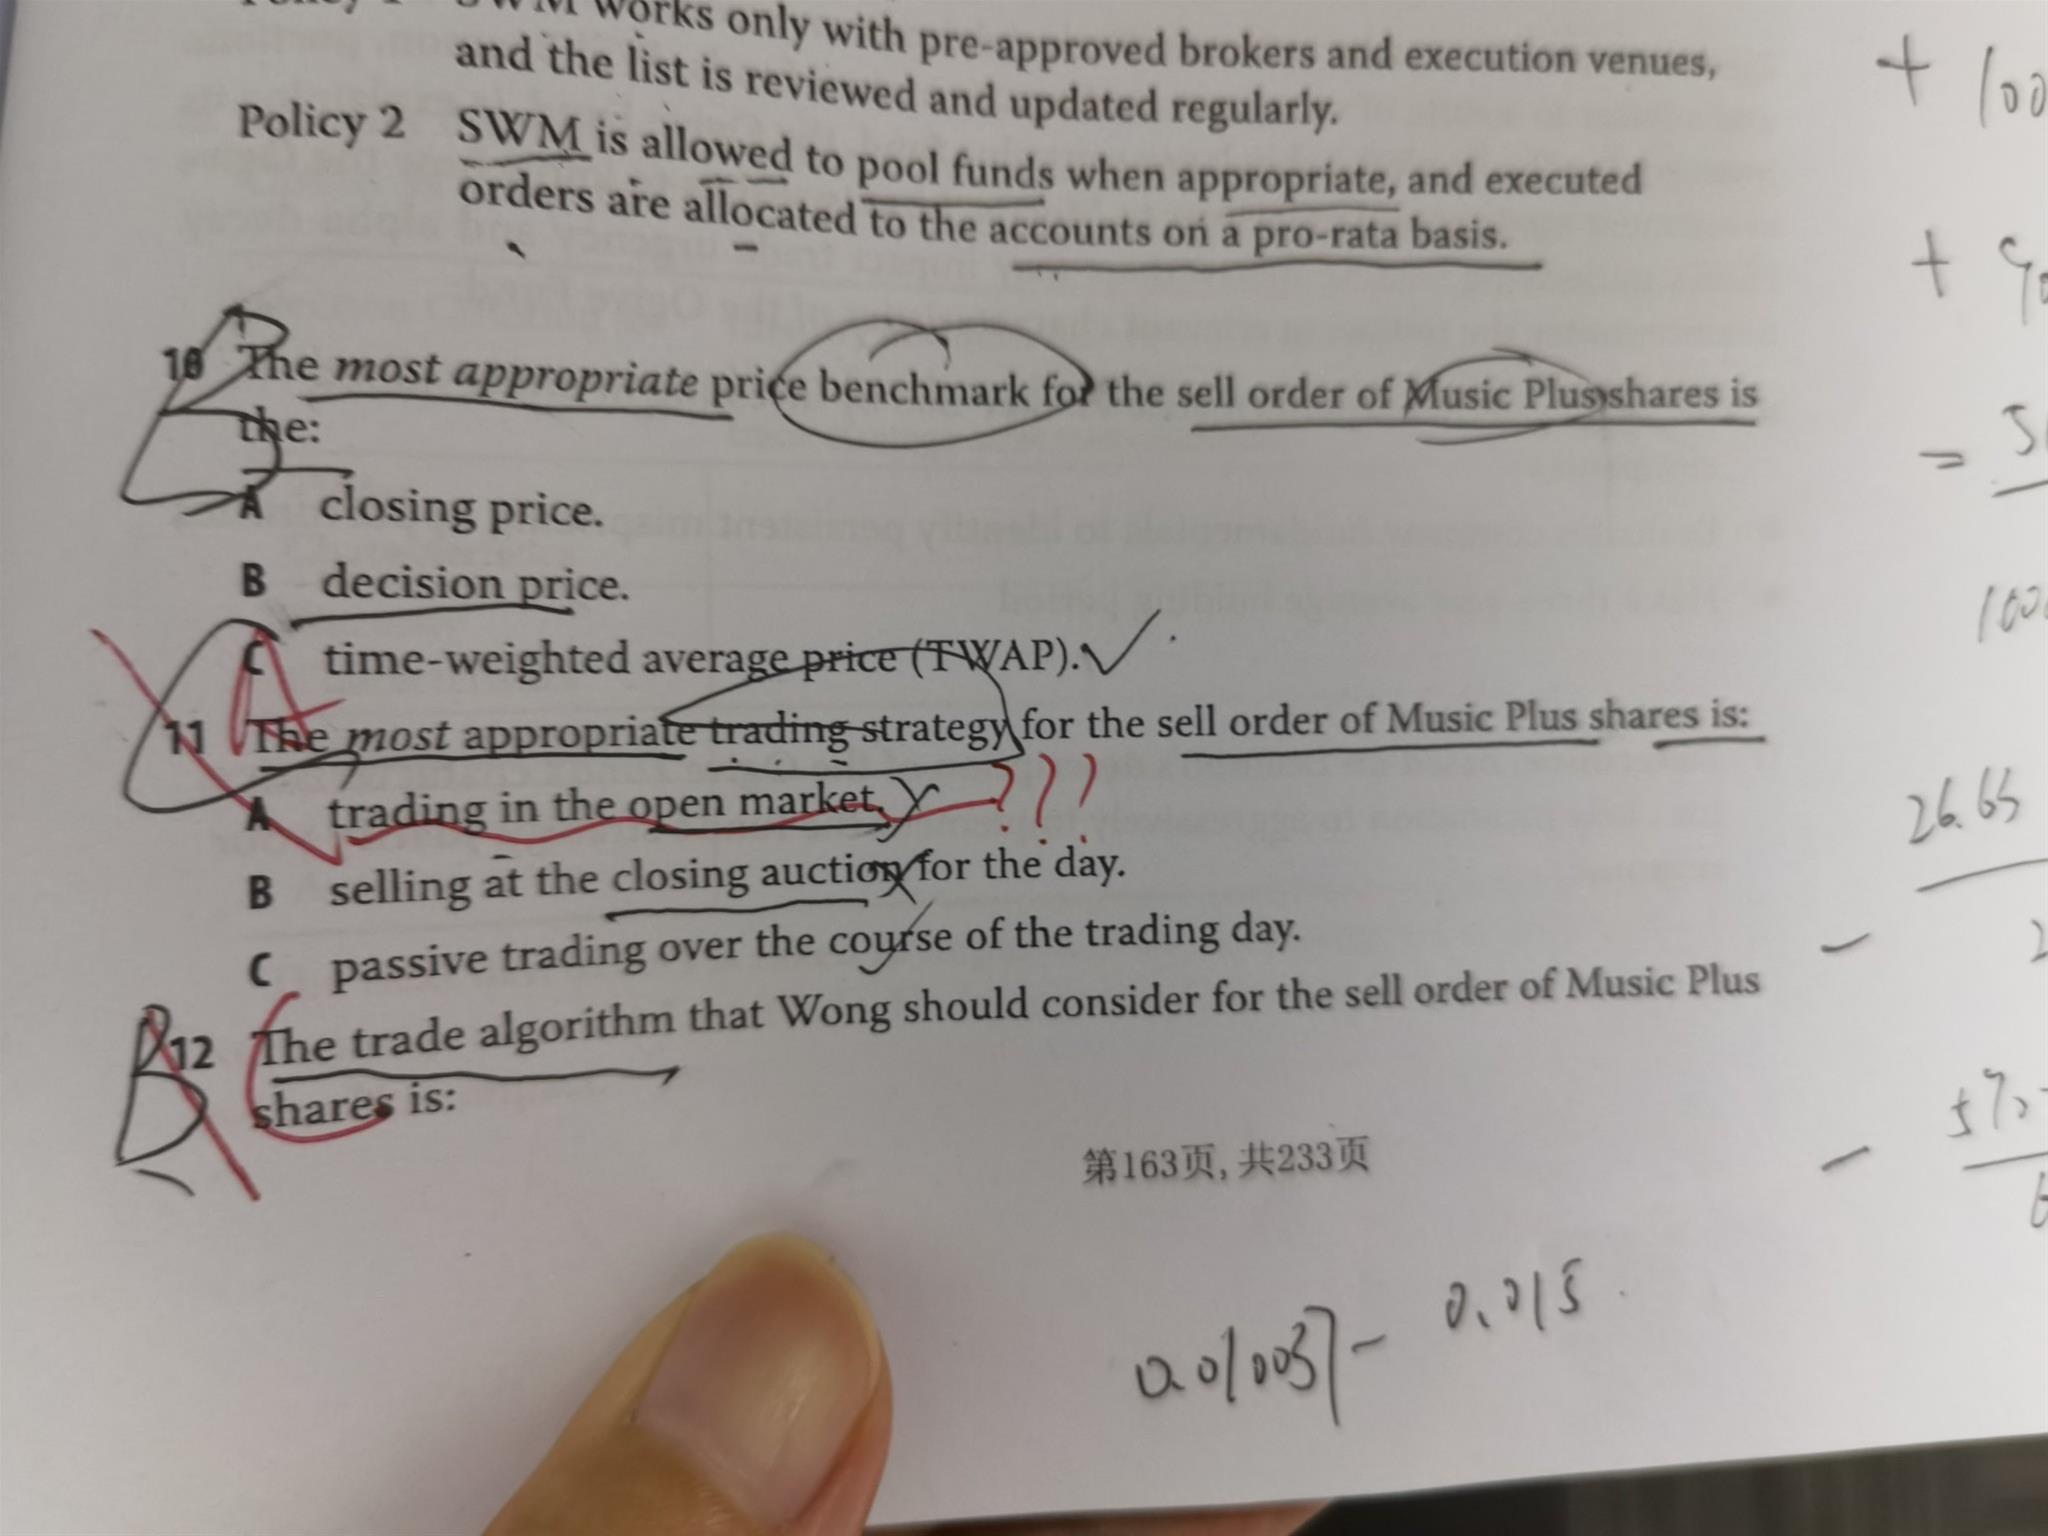 SWM works only with pre-approved brokers and execution venues,
and the list is reviewed and updated regularly.
Policy 2 SWM is allowed to pool funds when appropriate, and executed
orders are allocated to the accounts on a pro-rata basis.
10 The most appropriate price benchmark for the sell order of Music Plus shares is
the:
A closing price.
B decision price.
C time-weighted average price (TWAP).
11 The most appropriate trading strategy for the sell order of Music Plus shares is:
A trading in the open market. ???
B selling at the closing auction for the day.
C passive trading over the course of the trading day.
B 12 The trade algorithm that Wong should consider for the sell order of Music Plus
shares is:
第163页, 共233页
+ 100
+
=
100
26.65
-
-
- 0.015